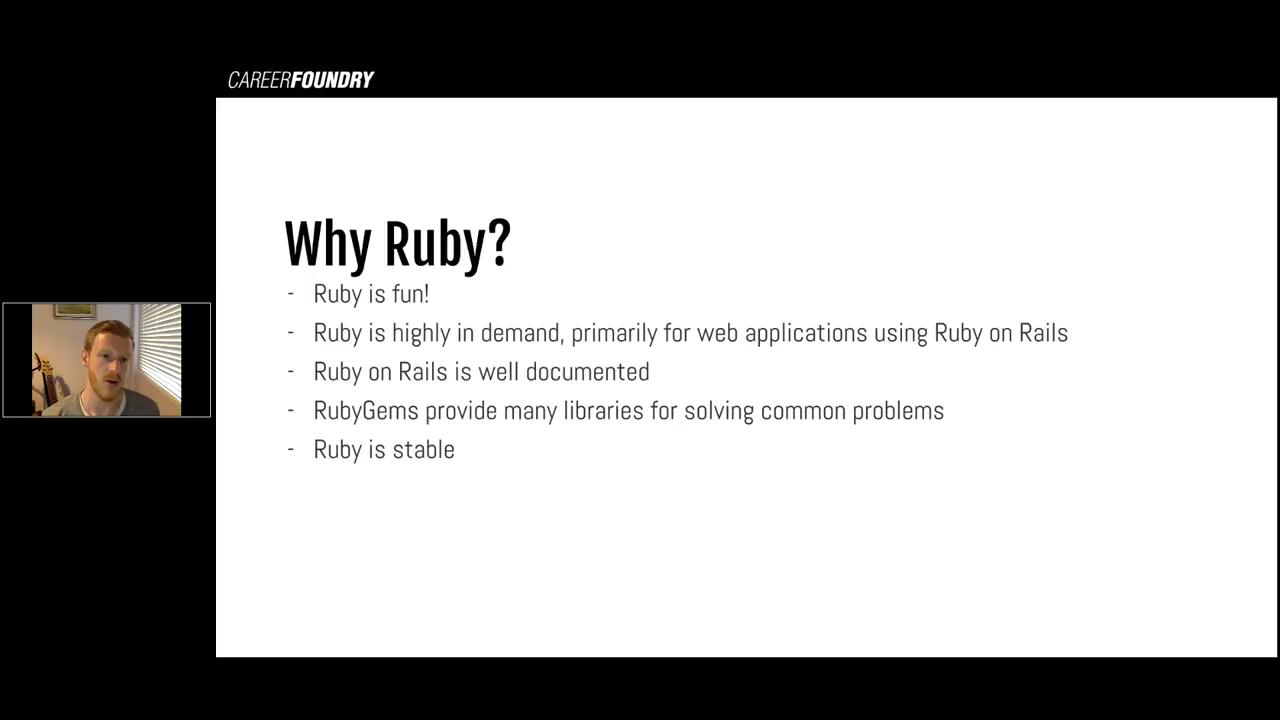 CAREERFOUNDRY
Why Ruby?
- Ruby is fun!
- Ruby is highly in demand, primarily for web applications using Ruby on Rails
- Ruby on Rails is well documented
- RubyGems provide many libraries for solving common problems
- Ruby is stable